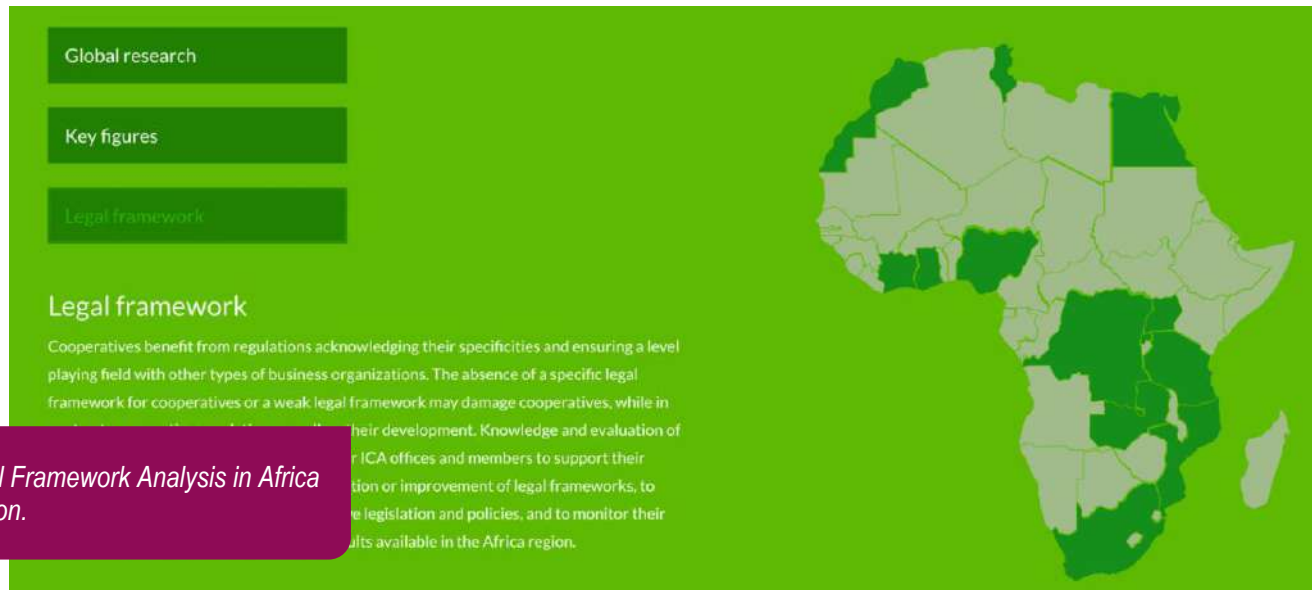 Global research
Key figures
Legal framework
Legal framework
Cooperatives benefit from regulations acknowledging their specificities and ensuring a level
playing field with other types of business organizations. The absence of a specific legal
framework for cooperatives or a weak legal framework may damage cooperatives, while in
their development. Knowledge and evaluation of
r ICA offices and members to support their
tion or improvement of legal frameworks, to
e legislation and policies, and to monitor their
ults available in the Africa region.
l Framework Analysis in Africa
on.